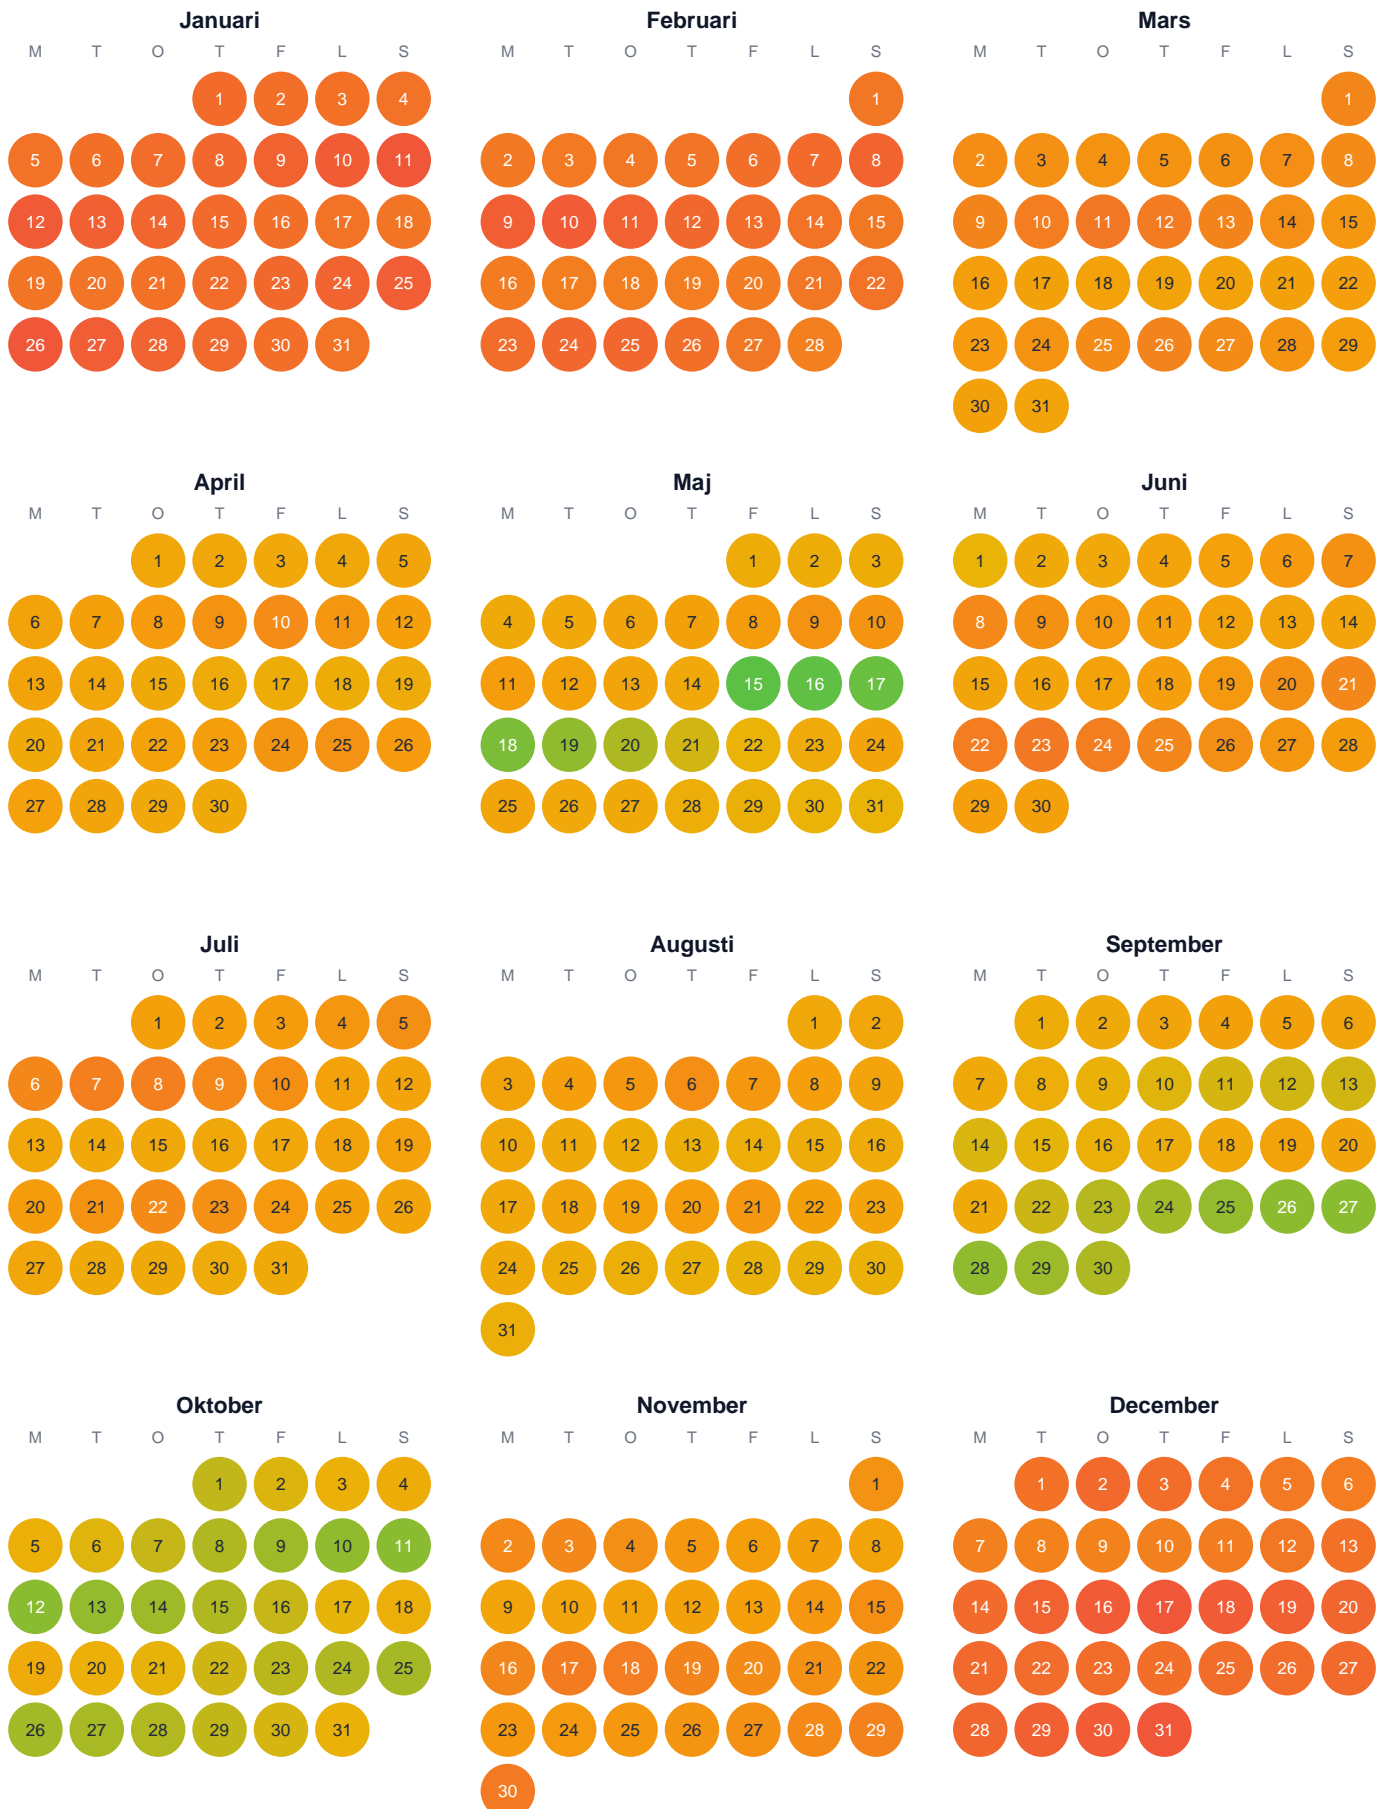 Januari Februari Mars
M T O T F L S M T O T F L S M T O T F L S
1 2 3 4 1 1
5 6 7 8 9 10 11 2 3 4 5 6 7 8 2 3 4 5 6 7 8
12 13 14 15 16 17 18 9 10 11 12 13 14 15 9 10 11 12 13 14 15
19 20 21 22 23 24 25 16 17 18 19 20 21 22 16 17 18 19 20 21 22
26 27 28 29 30 31 23 24 25 26 27 28 23 24 25 26 27 28 29
30 31
April Maj Juni
M T O T F L S M T O T F L S M T O T F L S
1 2 3 4 5 1 2 3 1 2 3 4 5 6 7
6 7 8 9 10 11 12 4 5 6 7 8 9 10 8 9 10 11 12 13 14
13 14 15 16 17 18 19 11 12 13 14 15 16 17 15 16 17 18 19 20 21
20 21 22 23 24 25 26 18 19 20 21 22 23 24 22 23 24 25 26 27 28
27 28 29 30 25 26 27 28 29 30 31 29 30
Juli Augusti September
M T O T F L S M T O T F L S M T O T F L S
1 2 3 4 5 1 2 1 2 3 4 5 6
6 7 8 9 10 11 12 3 4 5 6 7 8 9 7 8 9 10 11 12 13
13 14 15 16 17 18 19 10 11 12 13 14 15 16 14 15 16 17 18 19 20
20 21 22 23 24 25 26 17 18 19 20 21 22 23 21 22 23 24 25 26 27
27 28 29 30 31 24 25 26 27 28 29 30 28 29 30
31
Oktober November December
M T O T F L S M T O T F L S M T O T F L S
1 2 3 4 1 1 2 3 4 5 6
5 6 7 8 9 10 11 2 3 4 5 6 7 8 7 8 9 10 11 12 13
12 13 14 15 16 17 18 9 10 11 12 13 14 15 14 15 16 17 18 19 20
19 20 21 22 23 24 25 16 17 18 19 20 21 22 21 22 23 24 25 26 27
26 27 28 29 30 31 23 24 25 26 27 28 29 28 29 30 31
30